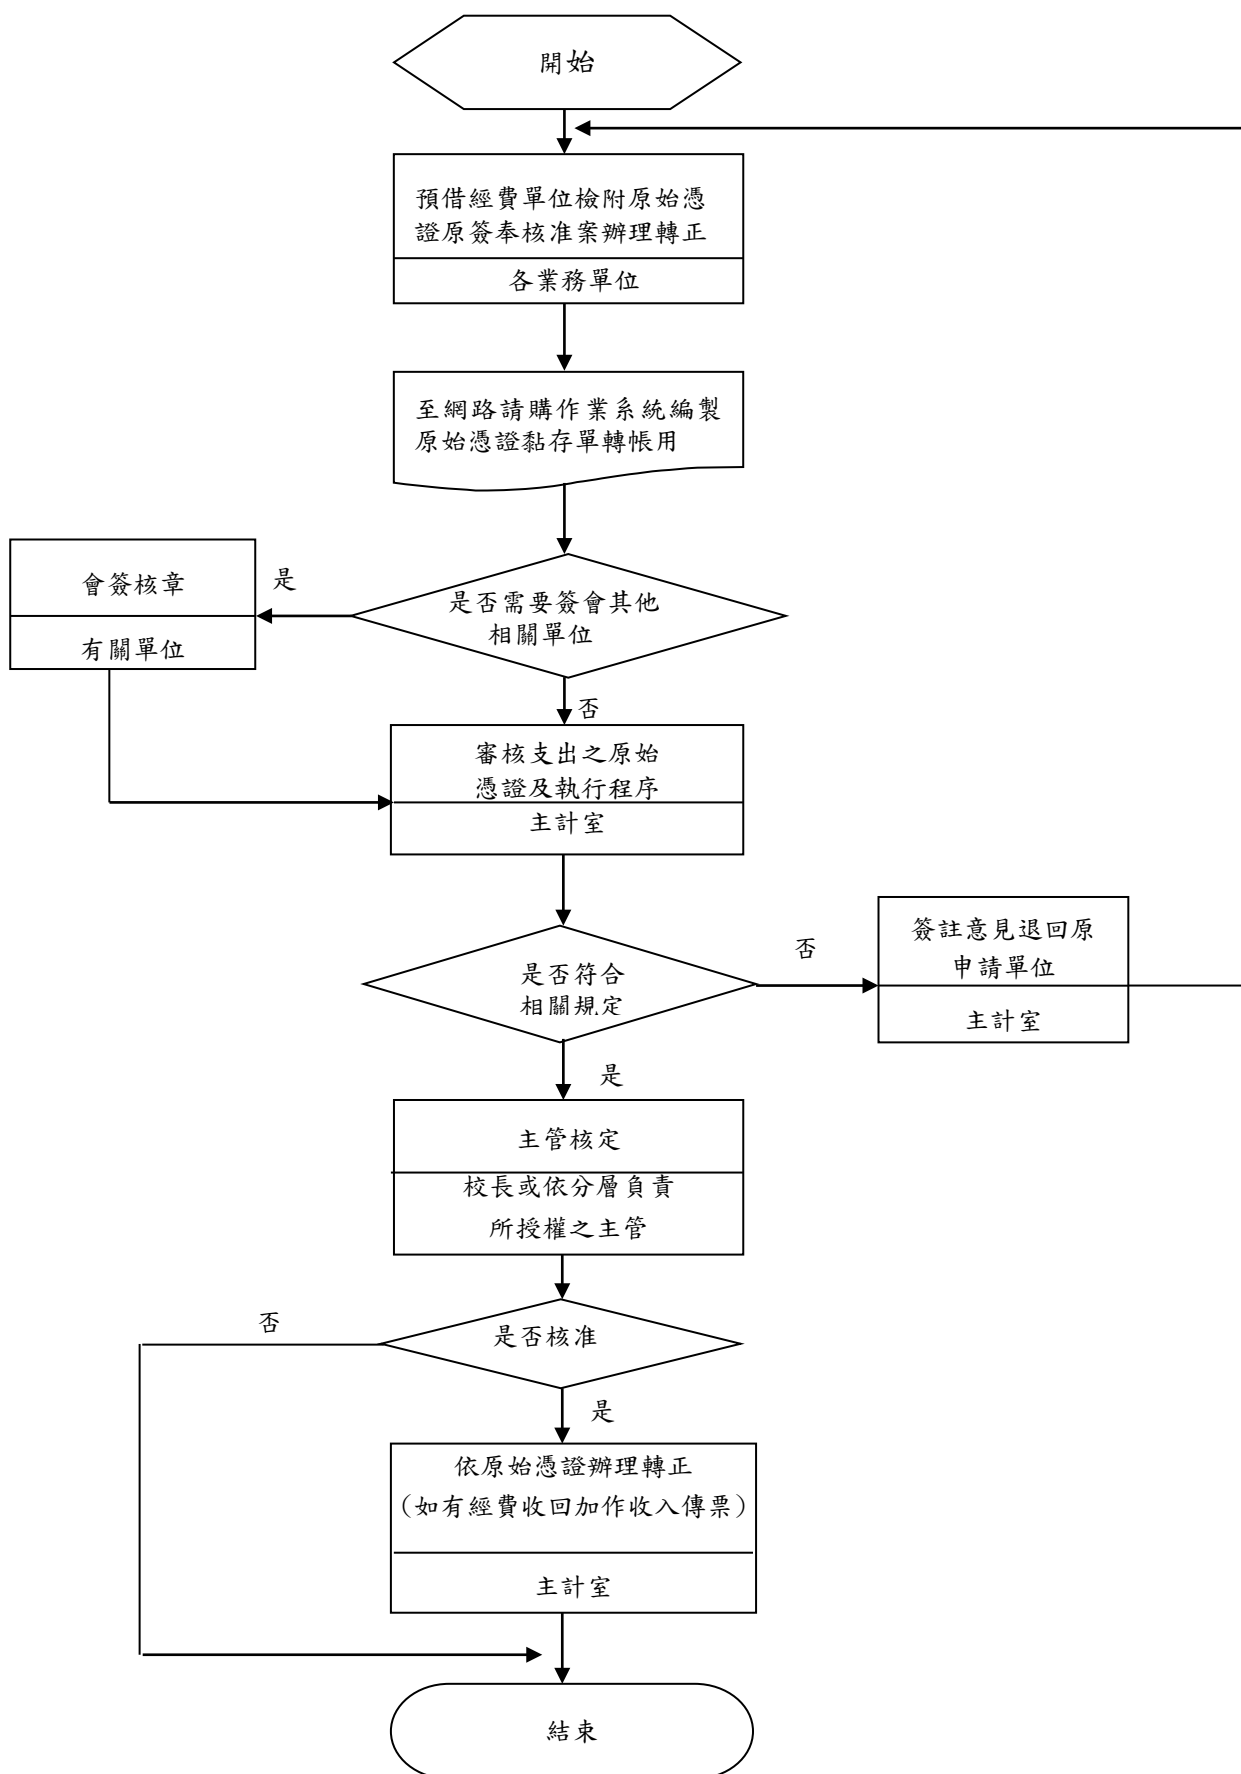 開始
預借經費單位檢附原始憑
證原簽奉核准案辦理轉正
各業務單位
至網路請購作業系統編製
原始憑證黏存單轉帳用
是否需要簽會其他
相關單位
是
會簽核章
有關單位
否
審核支出之原始
憑證及執行程序
主計室
是否符合
相關規定
否
簽註意見退回原
申請單位
主計室
是
主管核定
校長或依分層負責
所授權之主管
是否核准
否
是
依原始憑證辦理轉正
(如有經費收回加作收入傳票)
主計室
結束